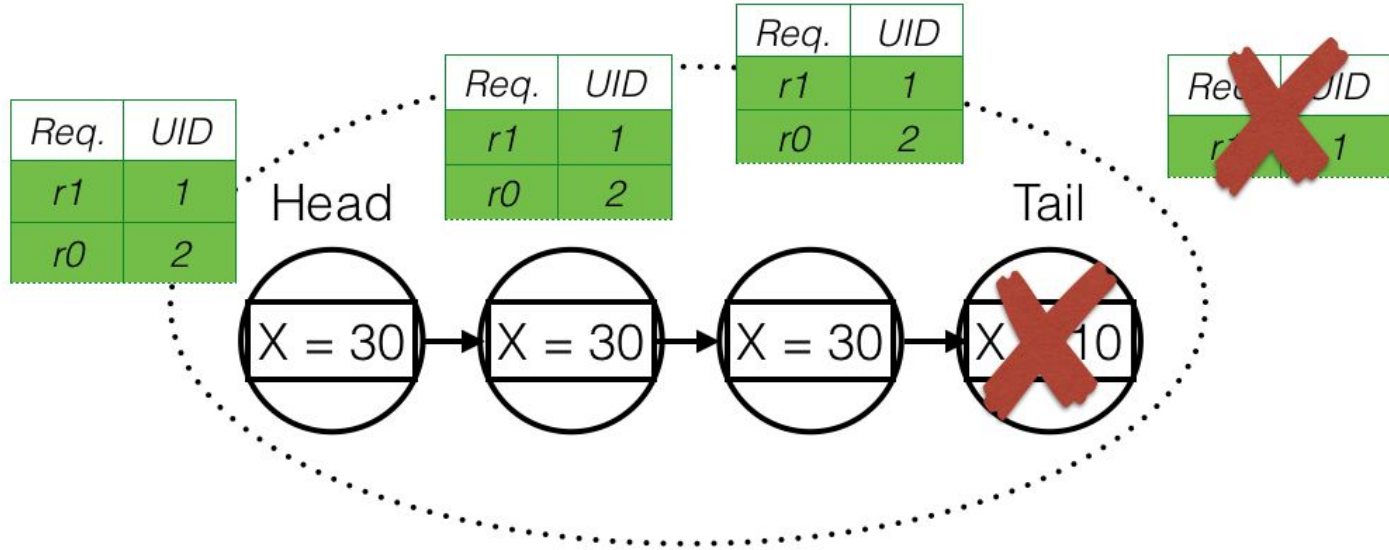 Req. UID
r1 1
r0 2
Req. UID
r1 1
r0 2
Req. UID
r1 1
r0 2
UID
1
Head
Tail
X = 30
X = 30
X = 30
X 10